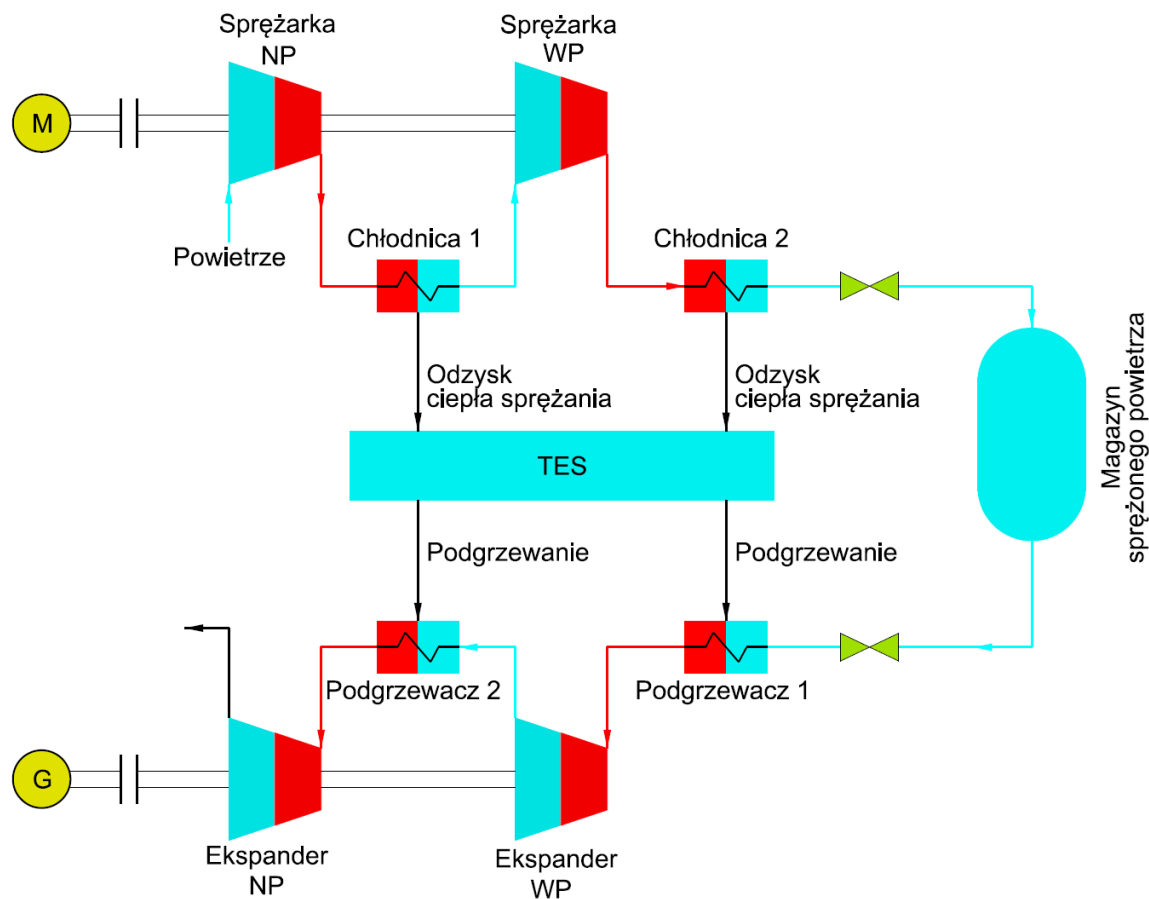 Sprężarka
NP
Sprężarka
WP
M
Powietrze
Chłodnica 1
Chłodnica 2
Odzysk
ciepła sprężania
Odzysk
ciepła sprężania
Magazyn
sprężonego powietrza
TES
Podgrzewanie
Podgrzewanie
Podgrzewacz 2
Podgrzewacz 1
G
Ekspander
NP
Ekspander
WP